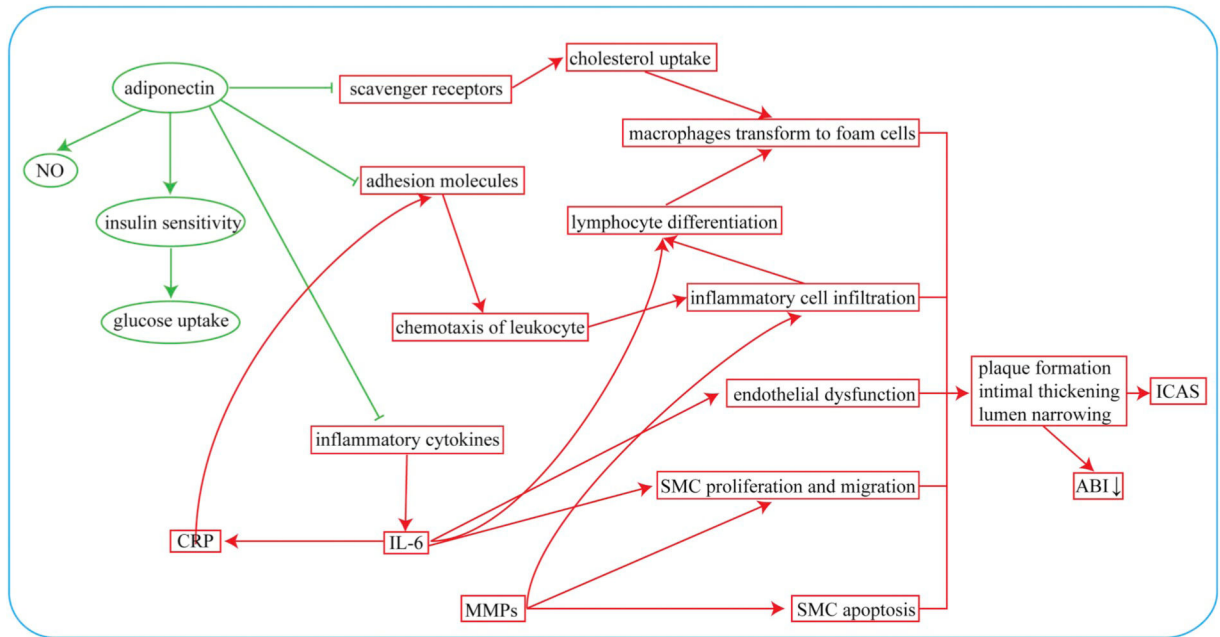 cholesterol uptake
adiponectin
scavenger receptors
macrophages transform to foam cells
NO
adhesion molecules
insulin sensitivity
lymphocyte differentiation
inflammatory cell infiltration
glucose uptake
chemotaxis of leukocyte
plaque formation
intimal thickening
lumen narrowing
ICAS
endothelial dysfunction
inflammatory cytokines
SMC proliferation and migration
ABI↓
CRP
IL-6
MMPs
SMC apoptosis